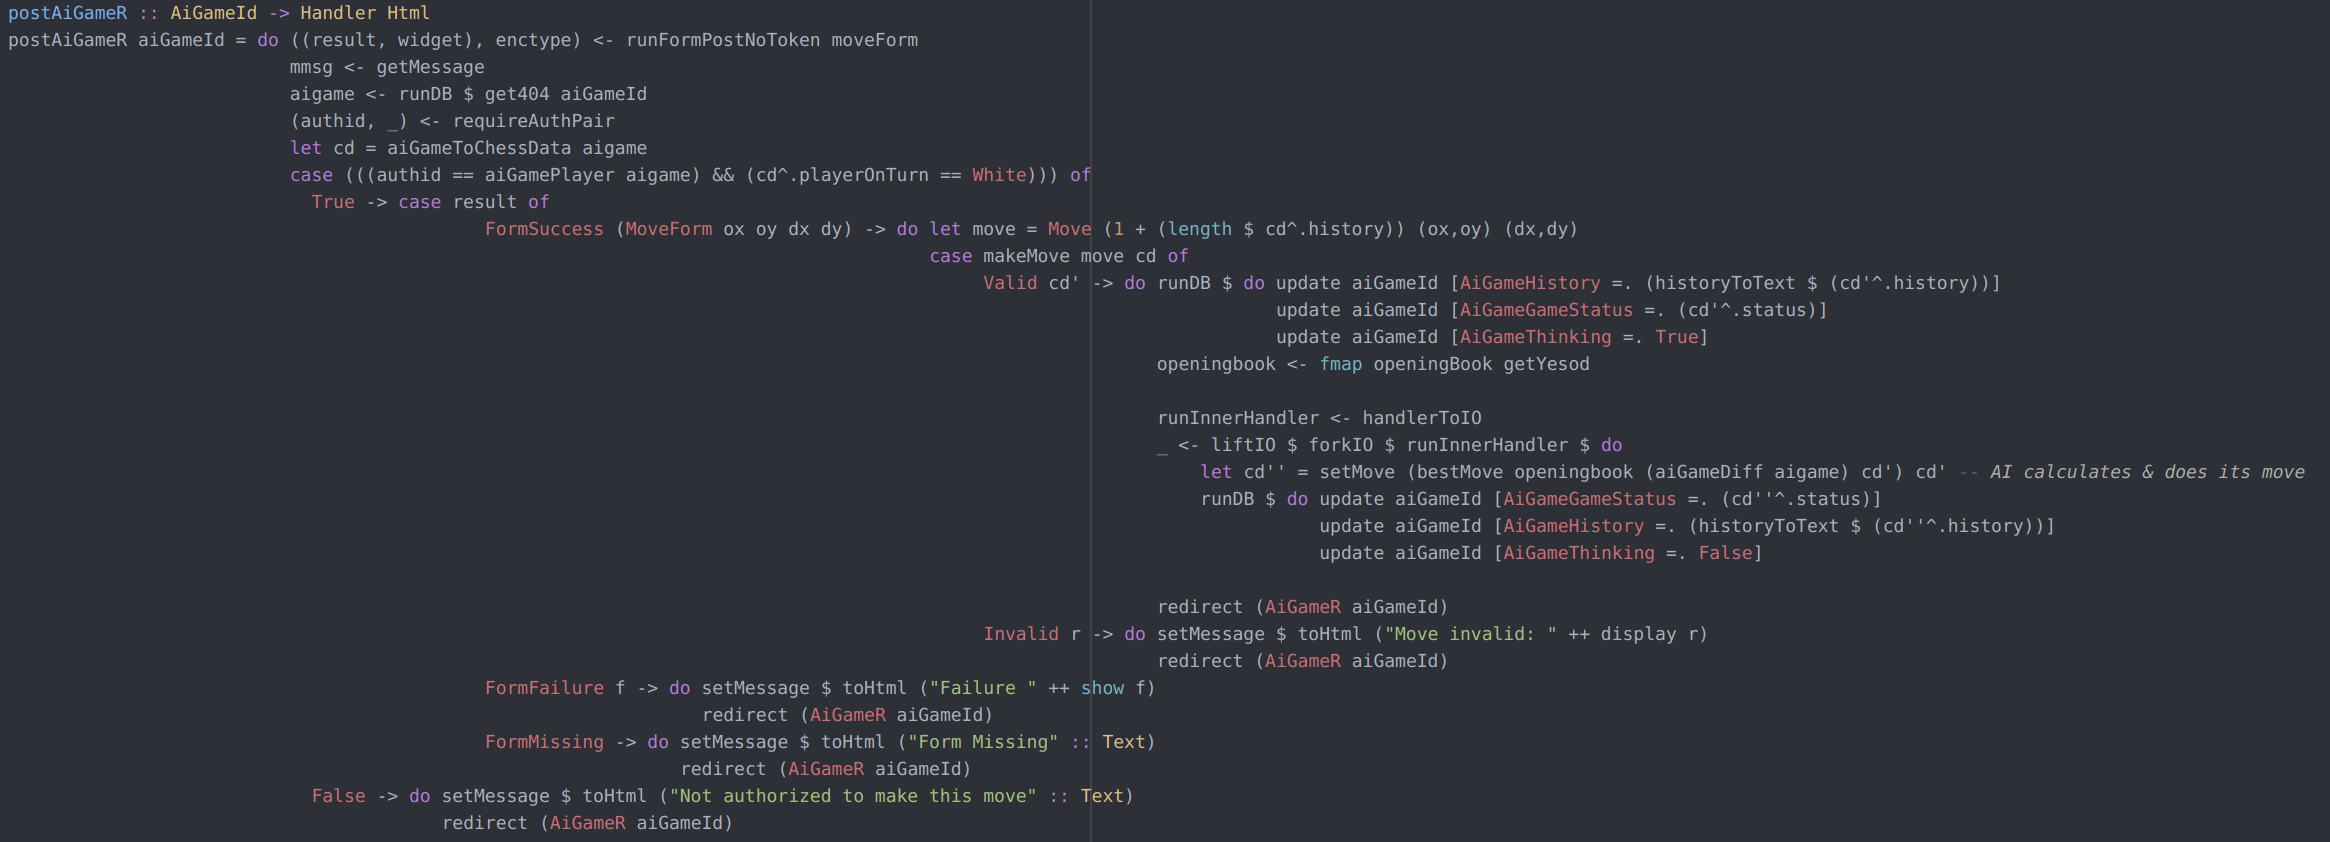 postAiGameR :: AiGameId -> Handler Html
postAiGameR aiGameId = do ((result, widget), enctype) <- runFormPostNoToken moveForm
                          mmsg <- getMessage
                          aigame <- runDB $ get404 aiGameId
                          (authid, _) <- requireAuthPair
                          let cd = aiGameToChessData aigame
                          case (((authid == aiGamePlayer aigame) && (cd^.playerOnTurn == White))) of
                            True -> case result of
                                            FormSuccess (MoveForm ox oy dx dy) -> do let move = Move (1 + (length $ cd^.history)) (ox,oy) (dx,dy)
                                                                                     case makeMove move cd of
                                                                                          Valid cd' -> do runDB $ do update aiGameId [AiGameHistory =. (historyToText $ (cd'^.history))]
                                                                                                                     update aiGameId [AiGameGameStatus =. (cd'^.status)]
                                                                                                                     update aiGameId [AiGameThinking =. True]
                                                                                                          openingbook <- fmap openingBook getYesod

                                                                                                          runInnerHandler <- handlerToIO
                                                                                                          _ <- liftIO $ forkIO $ runInnerHandler $ do
                                                                                                              let cd'' = setMove (bestMove openingbook (aiGameDiff aigame) cd') cd' -- AI calculates & does its move
                                                                                                              runDB $ do update aiGameId [AiGameGameStatus =. (cd''^.status)]
                                                                                                                         update aiGameId [AiGameHistory =. (historyToText $ (cd''^.history))]
                                                                                                                         update aiGameId [AiGameThinking =. False]

                                                                                                          redirect (AiGameR aiGameId)
                                                                                          Invalid r -> do setMessage $ toHtml ("Move invalid: " ++ display r)
                                                                                                          redirect (AiGameR aiGameId)
                                            FormFailure f -> do setMessage $ toHtml ("Failure " ++ show f)
                                                                redirect (AiGameR aiGameId)
                                            FormMissing -> do setMessage $ toHtml ("Form Missing" :: Text)
                                                              redirect (AiGameR aiGameId)
                            False -> do setMessage $ toHtml ("Not authorized to make this move" :: Text)
                                        redirect (AiGameR aiGameId)